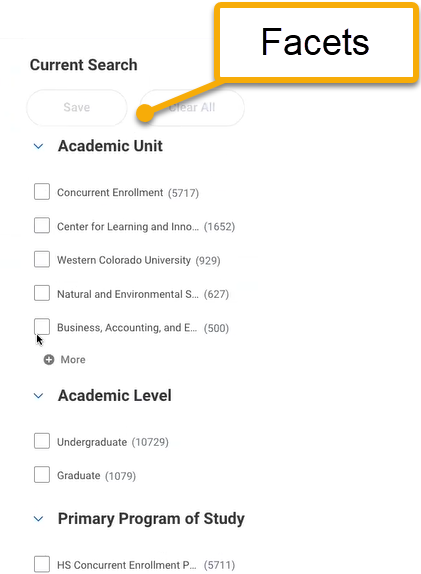 Facets
Current Search
Save Clear All
Academic Unit
Concurrent Enrollment (5717)
Center for Learning and Inno... (1652)
Western Colorado University (929)
Natural and Environmental S... (627)
Business, Accounting, and E... (500)
More
Academic Level
Undergraduate (10729)
Graduate (1079)
Primary Program of Study
HS Concurrent Enrollment P... (5711)